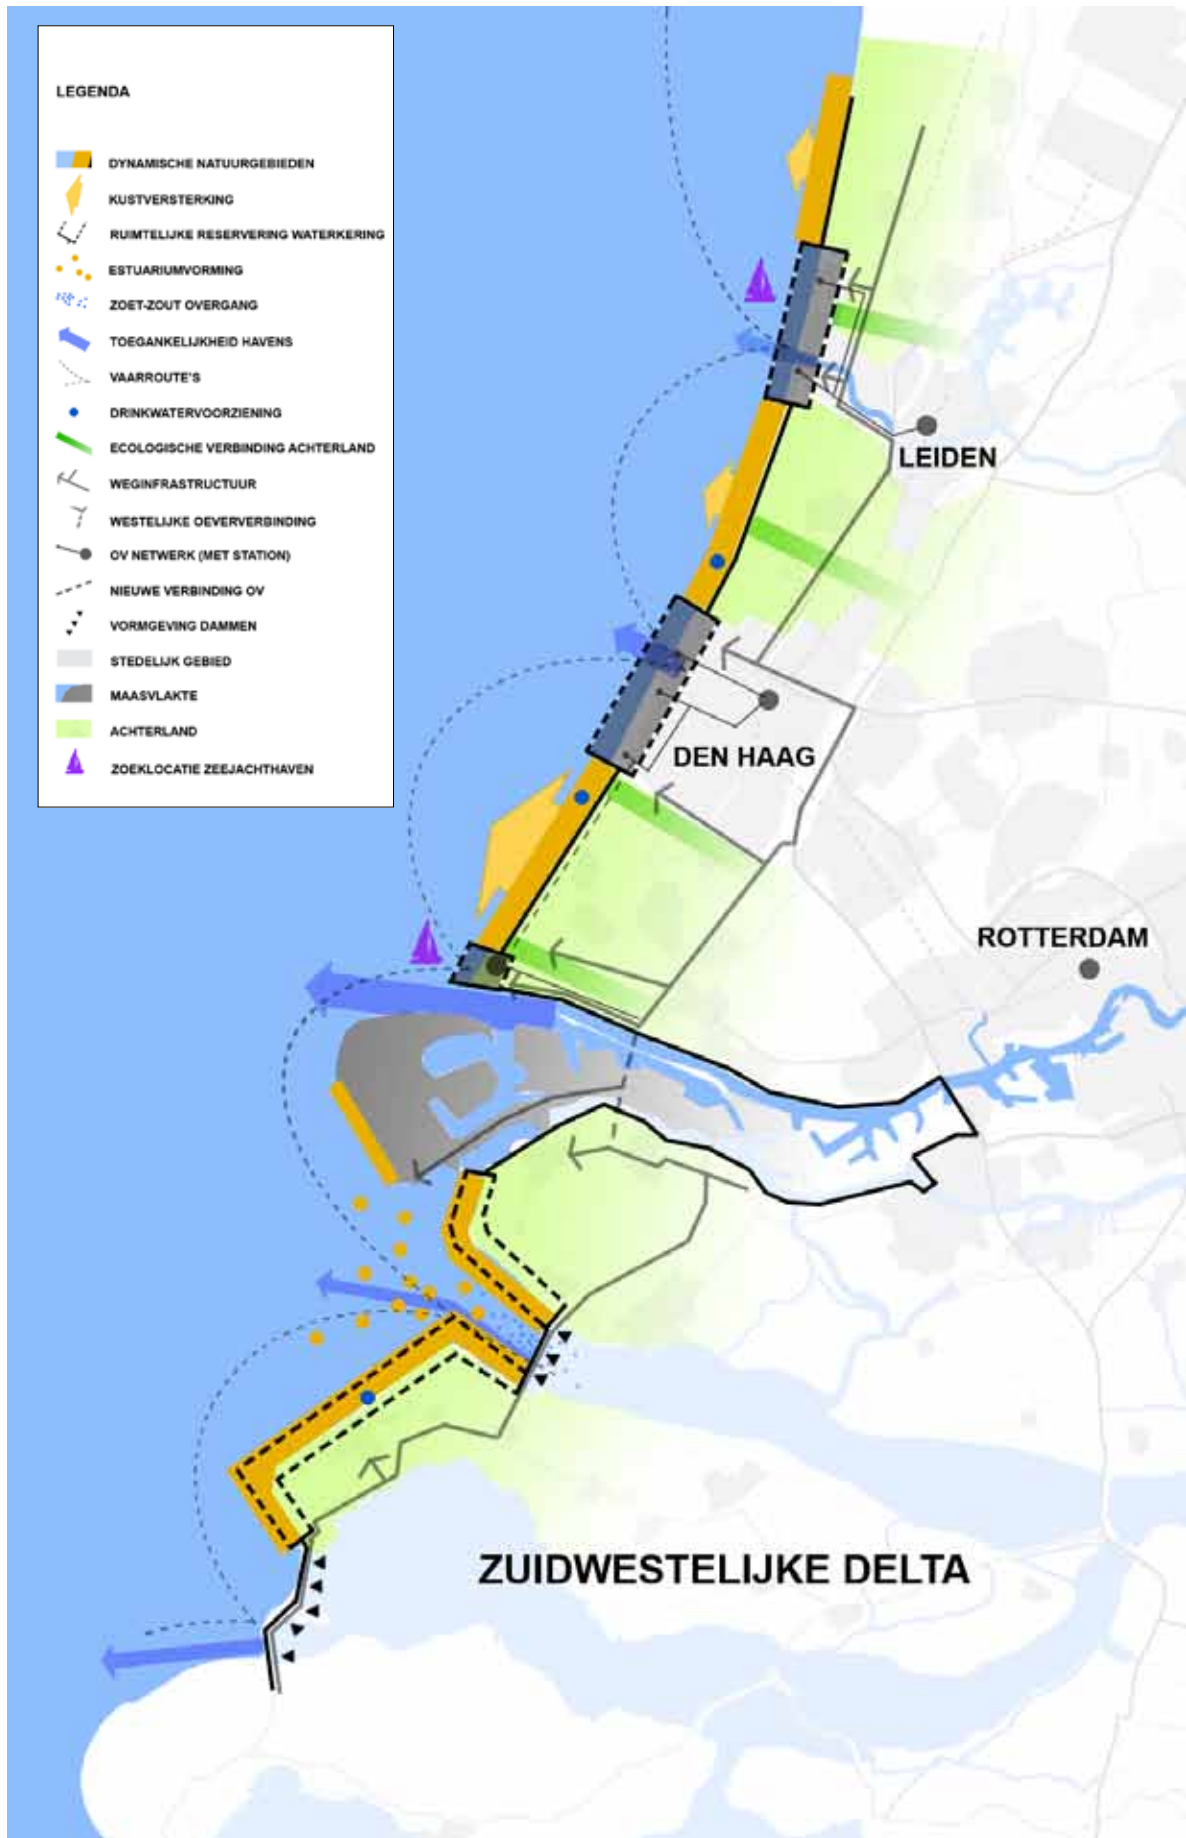 LEGENDA
DYNAMISCHE NATUURGEBIEDEN
KUSTVERSTERKING
RUIMTELIJKE RESERVERING WATERKERING
ESTUARIUMVORMING
ZOET-ZOUT OVERGANG
TOEGANKELIJKHEID HAVENS
VAARROUTE'S
DRINKWATERVOORZIENING
ECOLOGISCHE VERBINDING ACHTERLAND
WEGINFRASTRUCTUUR
WESTELIJKE OEVERVERBINDING
OV NETWERK (MET STATION)
NIEUWE VERBINDING OV
VORMGEVING DAMMEN
STEDELIJK GEBIED
MAASVLAKTE
ACHTERLAND
ZOEKLOCATIE ZEEJACHTHAVEN
LEIDEN
DEN HAAG
ROTTERDAM
ZUIDWESTELIJKE DELTA